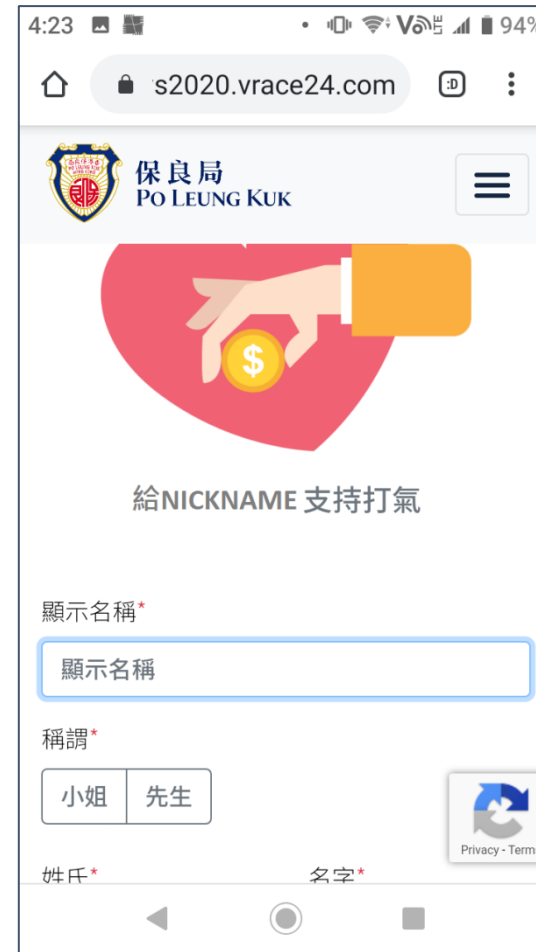 4:23 94%
s2020.vrace24.com :D
保良局
PO LEUNG KUK
$
給NICKNAME 支持打氣
顯示名稱*
顯示名稱
稱謂*
小姐 先生
Privacy - Terms
姓氏* 名字*